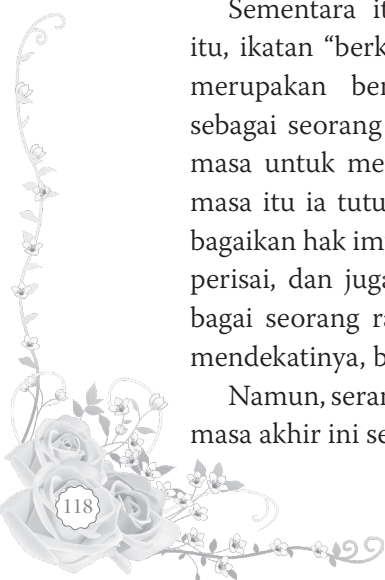 Sementara it
itu, ikatan “berk
merupakan ber
sebagai seorang
masa untuk me
masa itu ia tutu
bagaikan hak im
perisai, dan juga
bagai seorang ra
mendekatinya, b
Namun, seran
masa akhir ini se
118